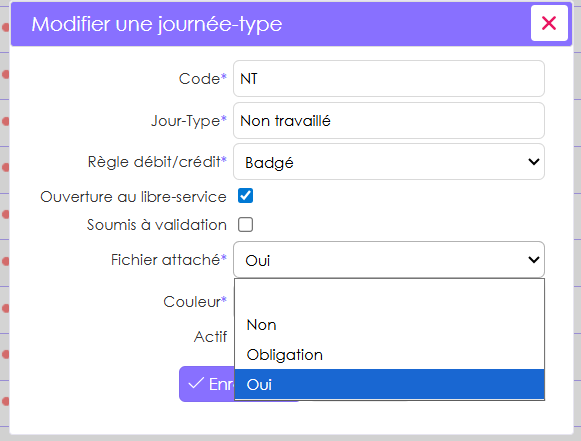 Modifier une journée-type
Code* NT
Jour-Type* Non travaillé
Règle débit/crédit* Badgé
Ouverture au libre-service
Soumis à validation
Fichier attaché* Oui
Couleur*
Non
Actif
Obligation
Oui